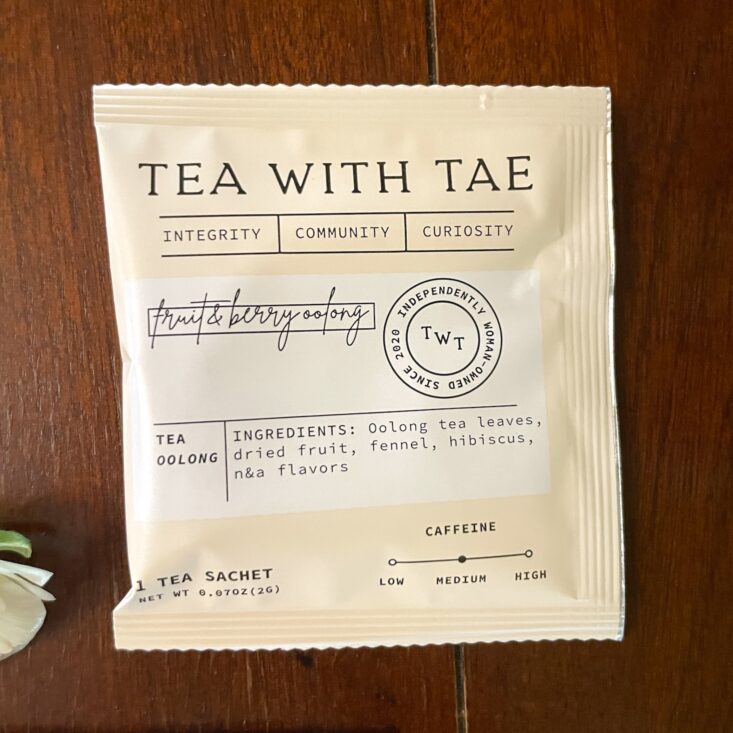 TEA WITH TAE
INTEGRITY COMMUNITY CURIOSITY
fruit & berry oolong
INDEPENDENTLY WOMAN-OWNED SINCE 2020
TWT
TEA
OOLONG
INGREDIENTS: Oolong tea leaves,
dried fruit, fennel, hibiscus,
n&a flavors
CAFFEINE
LOW MEDIUM HIGH
1 TEA SACHET
NET WT 0.07OZ(2G)